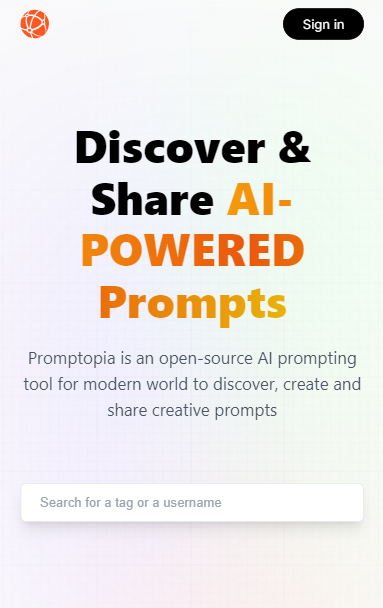 Sign in
Discover &
Share AI-
POWERED
Prompts
Promptopia is an open-source AI prompting
tool for modern world to discover, create and
share creative prompts
Search for a tag or a username